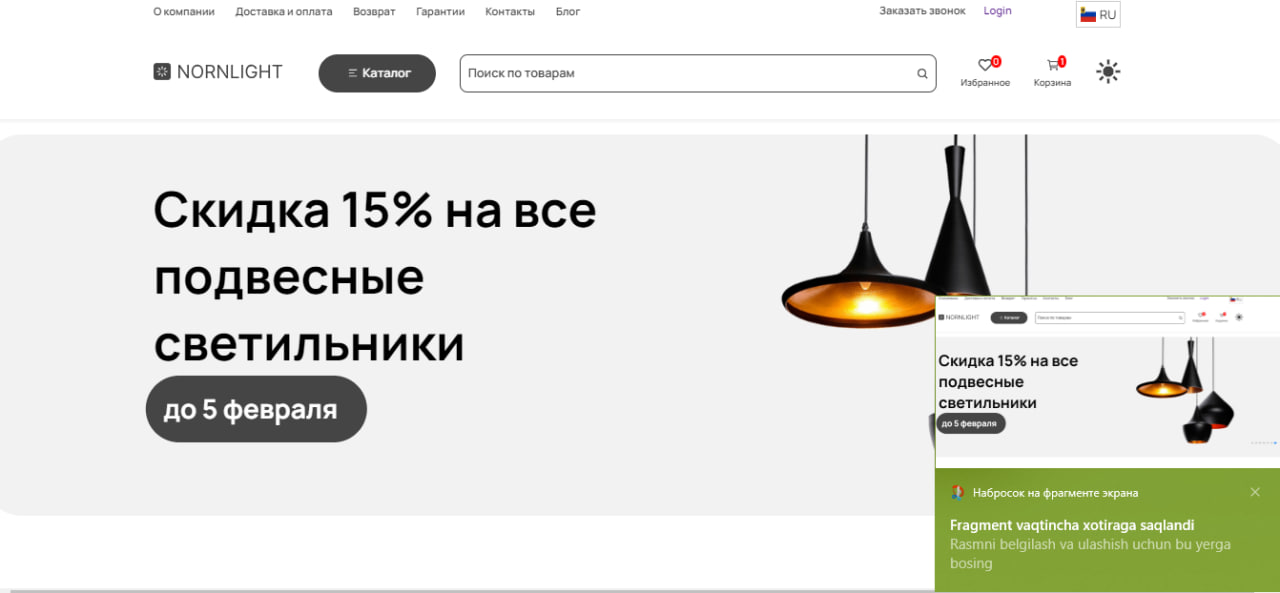 О компании Доставка и оплата Возврат Гарантии Контакты Блог Заказать звонок Login RU
NORNLIGHT Каталог Поиск по товарам 0 1
Избранное Корзина
Скидка 15% на все
подвесные
светильники
до 5 февраля
NORNLIGHT Каталог Поиск по товарам
Скидка 15% на все
подвесные
светильники
до 5 февраля
Набросок на фрагменте экрана
Fragment vaqtincha xotiraga saqlandi
Rasmni belgilash va ulashish uchun bu yerga
bosing